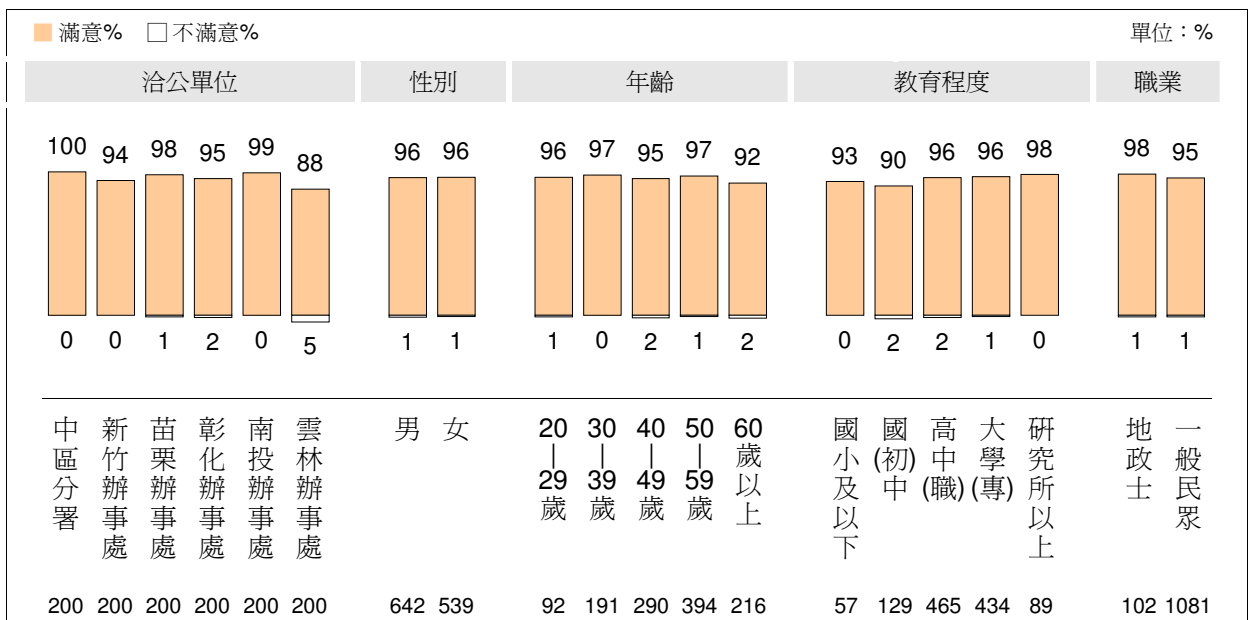 滿意% 不滿意% 單位：%
洽公單位 性別 年齡 教育程度 職業
100 94 98 95 99 88 96 96 96 97 95 97 92 93 90 96 96 98 98 95
0 0 1 2 0 5 1 1 1 0 2 1 2 0 2 2 1 0 1 1
中區分署
新竹辦事處
苗栗辦事處
彰化辦事處
南投辦事處
雲林辦事處
男
女
20|29歲
30|39歲
40|49歲
50|59歲
60歲以上
國小及以下
國(初)中
高中(職)
大學(專)
研究所以上
地政士
一般民眾
200 200 200 200 200 200 642 539 92 191 290 394 216 57 129 465 434 89 102 1081